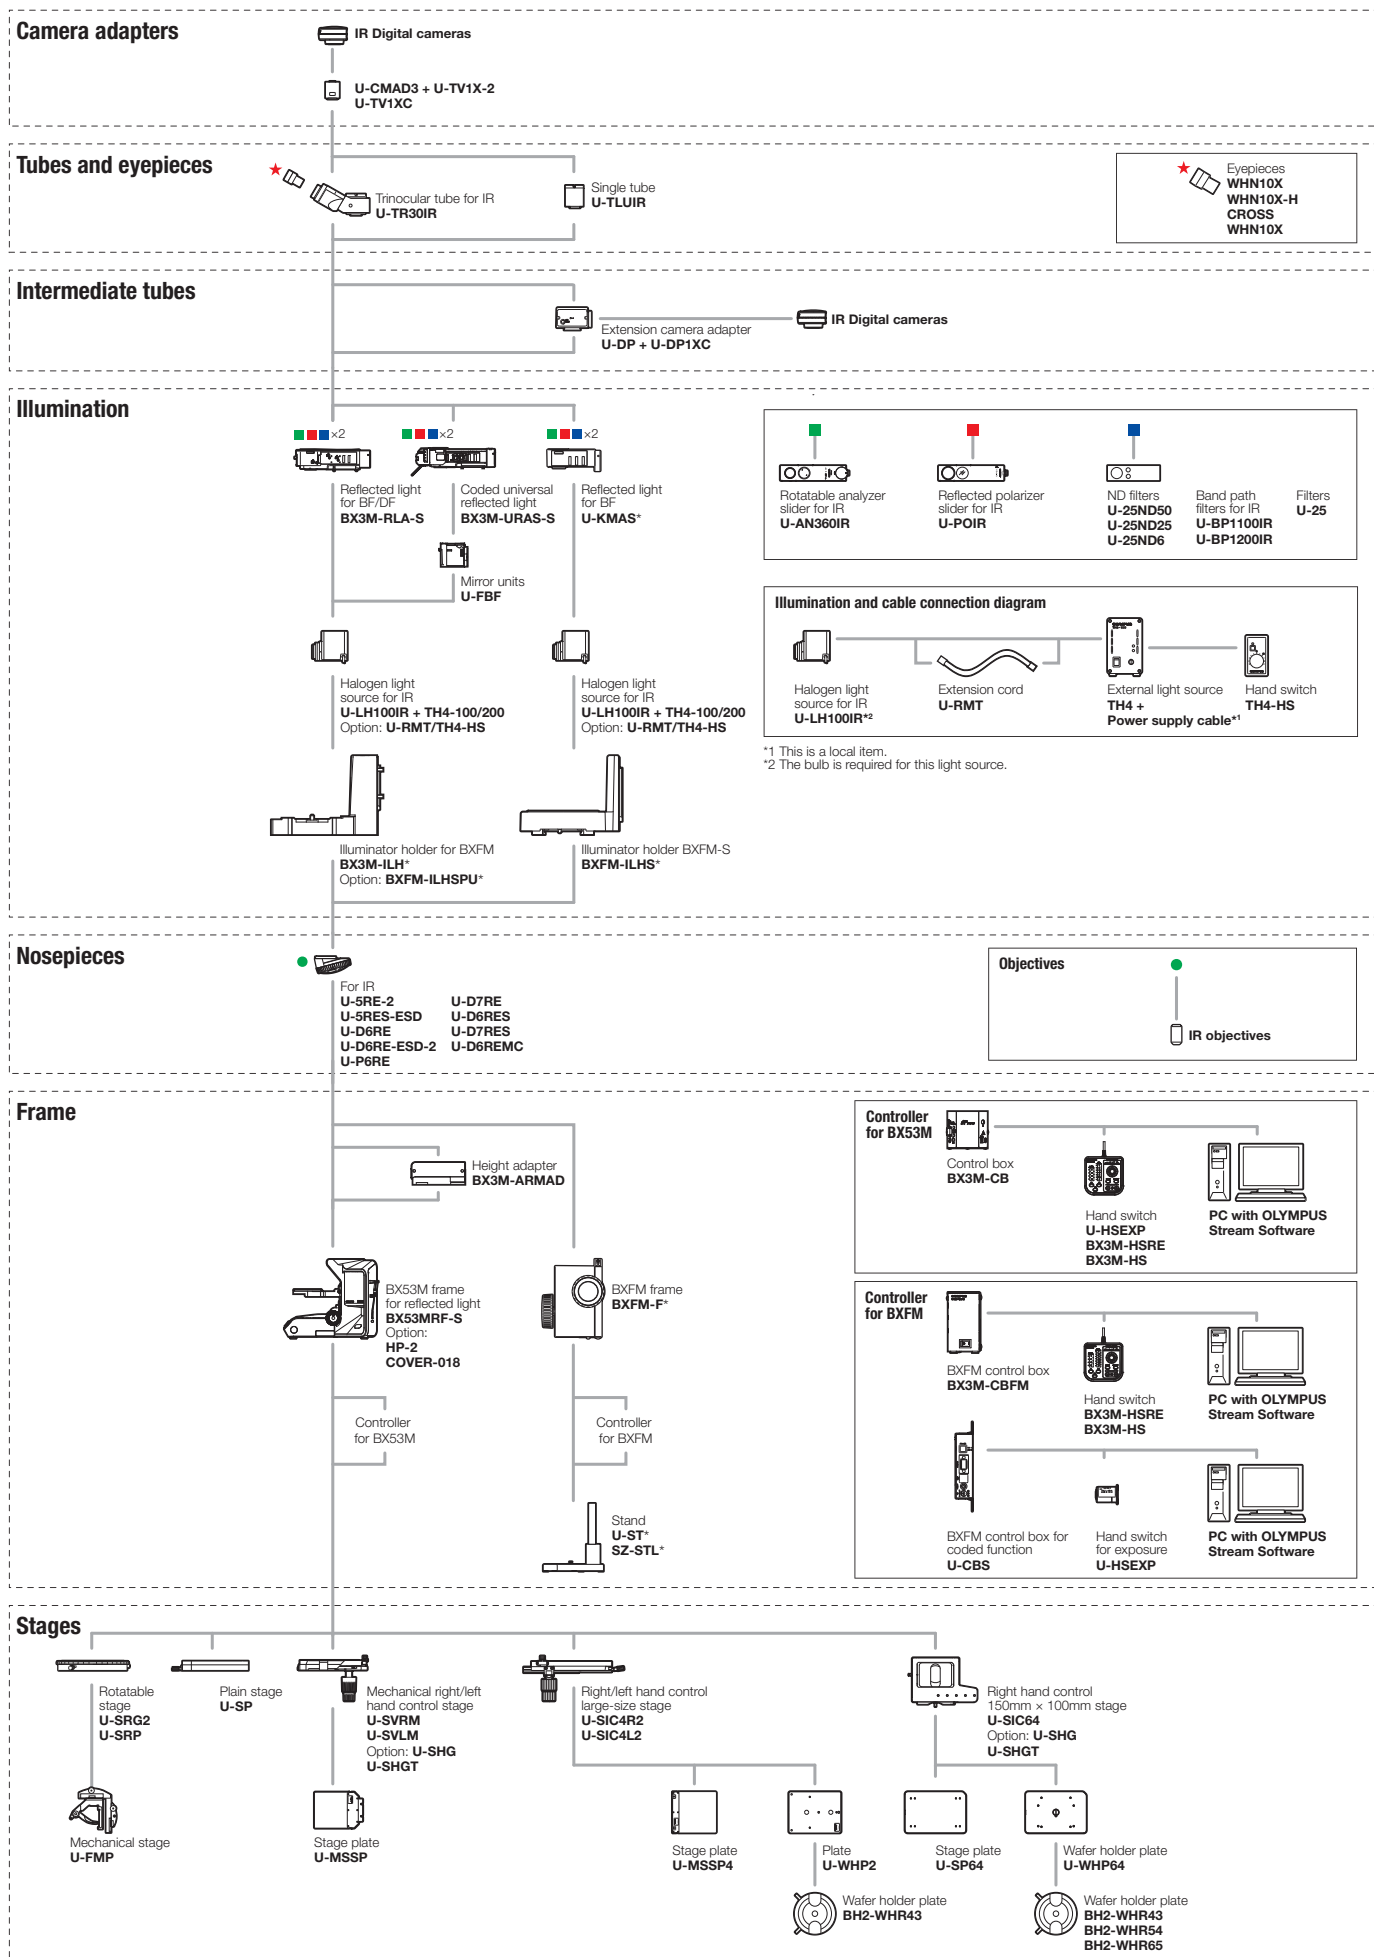 Camera adapters
IR Digital cameras
U-CMAD3 + U-TV1X-2
U-TV1XC
Tubes and eyepieces
Trinocular tube for IR
U-TR30IR
Single tube
U-TLUIR
Eyepieces
WHN10X
WHN10X-H
CROSS
WHN10X
Intermediate tubes
Extension camera adapter
U-DP + U-DP1XC
IR Digital cameras
Illumination
×2
×2
×2
Reflected light
for BF/DF
BX3M-RLA-S
Coded universal
reflected light
BX3M-URAS-S
Reflected light
for BF
U-KMAS*
Mirror units
U-FBF
Halogen light
source for IR
U-LH100IR + TH4-100/200
Option: U-RMT/TH4-HS
Halogen light
source for IR
U-LH100IR + TH4-100/200
Option: U-RMT/TH4-HS
Illuminator holder for BXFM
BX3M-ILH*
Option: BXFM-ILHSPU*
Illuminator holder BXFM-S
BXFM-ILHS*
Rotatable analyzer
slider for IR
U-AN360IR
Reflected polarizer
slider for IR
U-POIR
ND filters
U-25ND50
U-25ND25
U-25ND6
Band path
filters for IR
U-BP1100IR
U-BP1200IR
Filters
U-25
Illumination and cable connection diagram
Halogen light
source for IR
U-LH100IR*2
Extension cord
U-RMT
External light source
TH4 +
Power supply cable*1
Hand switch
TH4-HS
*1 This is a local item.
*2 The bulb is required for this light source.
Nosepieces
For IR
U-5RE-2
U-5RES-ESD
U-D6RE
U-D6RE-ESD-2
U-P6RE
U-D7RE
U-D6RES
U-D7RES
U-D6REMC
Objectives
IR objectives
Frame
Height adapter
BX3M-ARMAD
BX53M frame
for reflected light
BX53MRF-S
Option:
HP-2
COVER-018
BXFM frame
BXFM-F*
Controller
for BX53M
Controller
for BXFM
Stand
U-ST*
SZ-STL*
Controller
for BX53M
Control box
BX3M-CB
Hand switch
U-HSEXP
BX3M-HSRE
BX3M-HS
PC with OLYMPUS
Stream Software
Controller
for BXFM
BXFM control box
BX3M-CBFM
Hand switch
BX3M-HSRE
BX3M-HS
PC with OLYMPUS
Stream Software
BXFM control box for
coded function
U-CBS
Hand switch
for exposure
U-HSEXP
PC with OLYMPUS
Stream Software
Stages
Rotatable
stage
U-SRG2
U-SRP
Plain stage
U-SP
Mechanical right/left
hand control stage
U-SVRM
U-SVLM
Option: U-SHG
U-SHGT
Right/left hand control
large-size stage
U-SIC4R2
U-SIC4L2
Right hand control
150mm × 100mm stage
U-SIC64
Option: U-SHG
U-SHGT
Mechanical stage
U-FMP
Stage plate
U-MSSP
Stage plate
U-MSSP4
Plate
U-WHP2
Stage plate
U-SP64
Wafer holder plate
U-WHP64
Wafer holder plate
BH2-WHR43
Wafer holder plate
BH2-WHR43
BH2-WHR54
BH2-WHR65